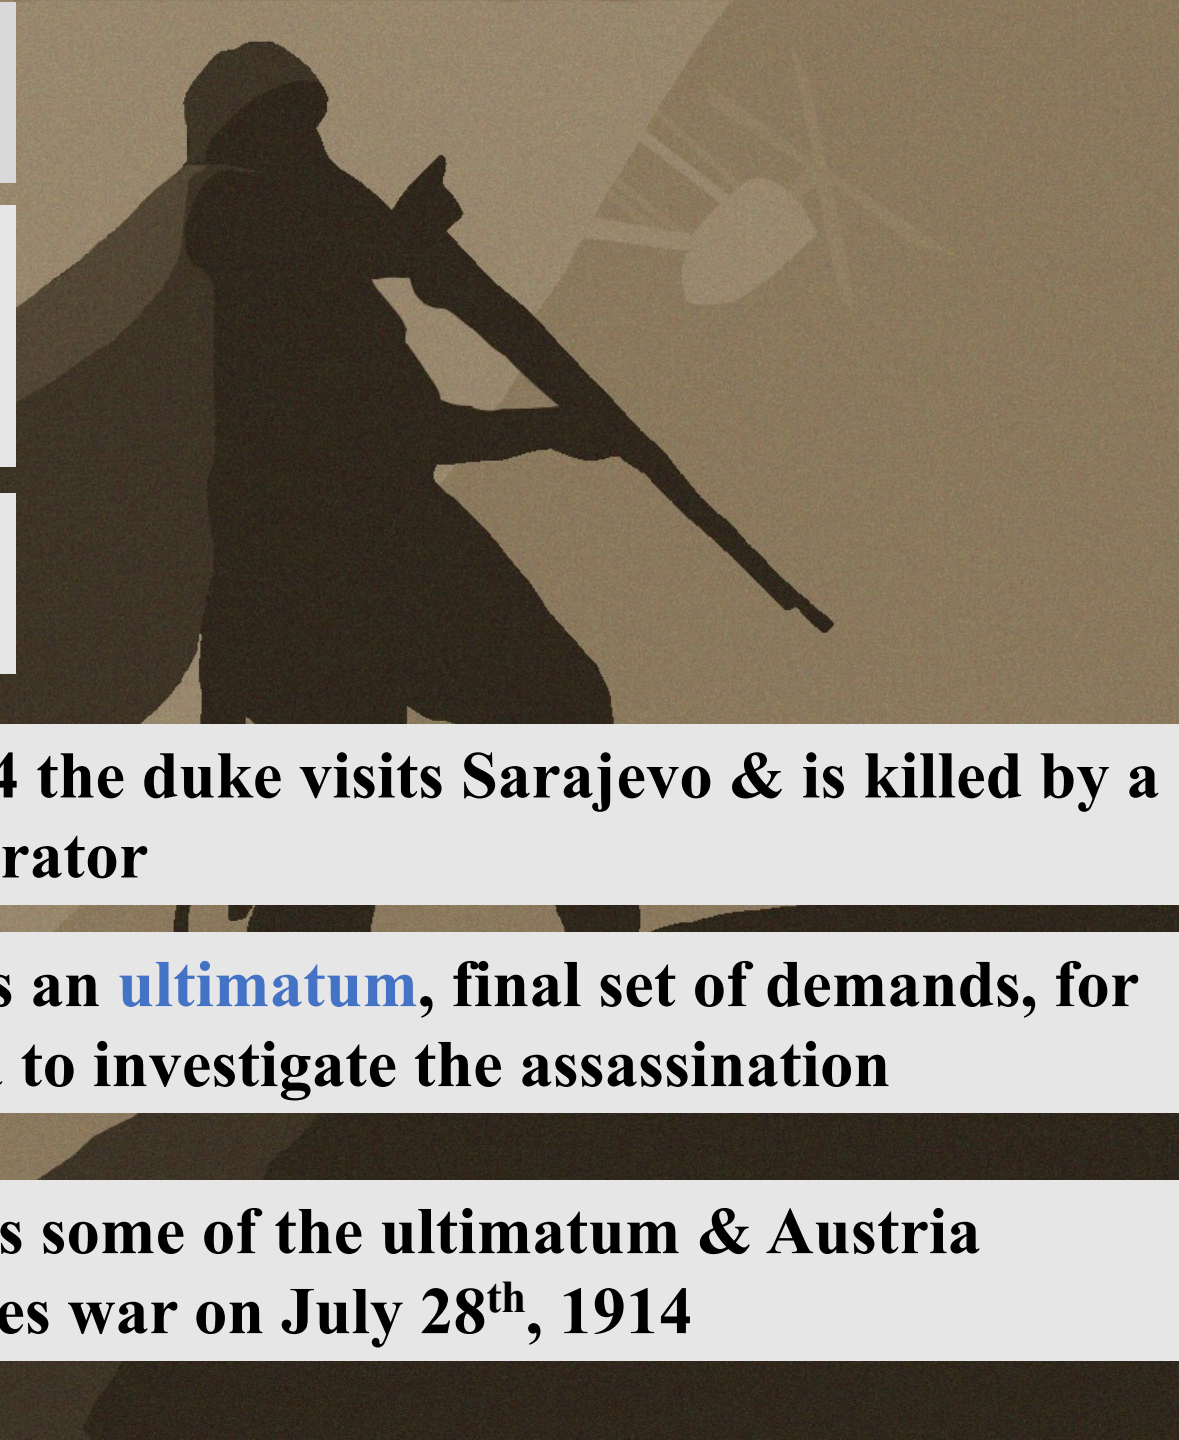 4 the duke visits Sarajevo & is killed by a
rator
s an ultimatum, final set of demands, for
to investigate the assassination
s some of the ultimatum & Austria
es war on July 28th, 1914